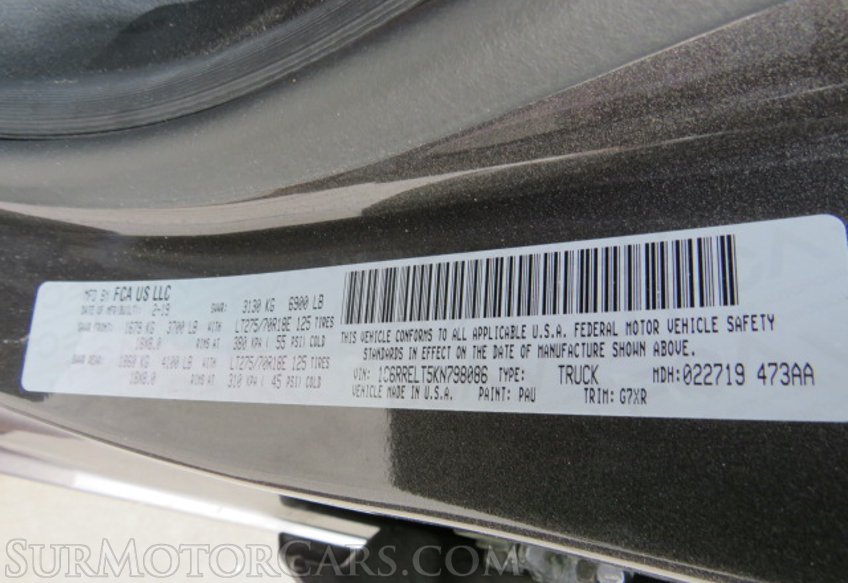 MFD BY FCA US LLC
DATE OF MFR(BUILT): 2-19 GVWR: 3130 KG 6900 LB
GAWR FRONT: 1679 KG 3700 LB WITH LT275/70R18E 125 TIRES
18X8.0 RIMS AT 380 KPA ( 55 PSI) COLD
GAWR REAR: 1860 KG 4100 LB WITH LT275/70R18E 125 TIRES
18X8.0 RIMS AT 310 KPA ( 45 PSI) COLD
THIS VEHICLE CONFORMS TO ALL APPLICABLE U.S.A. FEDERAL MOTOR VEHICLE SAFETY
STANDARDS IN EFFECT ON THE DATE OF MANUFACTURE SHOWN ABOVE.
VIN: 1C6RRELT5KN798086 TYPE: TRUCK MDH:022719 473AA
VEHICLE MADE IN U.S.A. PAINT: PAU TRIM: G7XR
SURMOTORCARS.COM